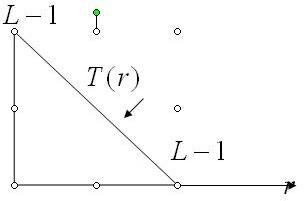 L – 1
T(r)
L – 1
r